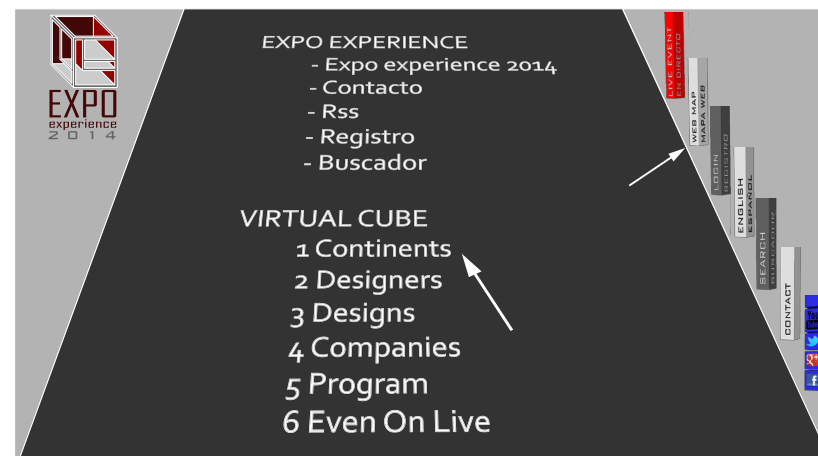 EXPO
experience
2014
EXPO EXPERIENCE
- Expo experience 2014
- Contacto
- Rss
- Registro
- Buscador
VIRTUAL CUBE
1 Continents
2 Designers
3 Designs
4 Companies
5 Program
6 Even On Live
LIVE EVENT
EN DIRECTO
WEB MAP
MAPA WEB
LOGIN
REGISTRO
ENGLISH
ESPAÑOL
SEARCH
BUSCADOR
CONTACT